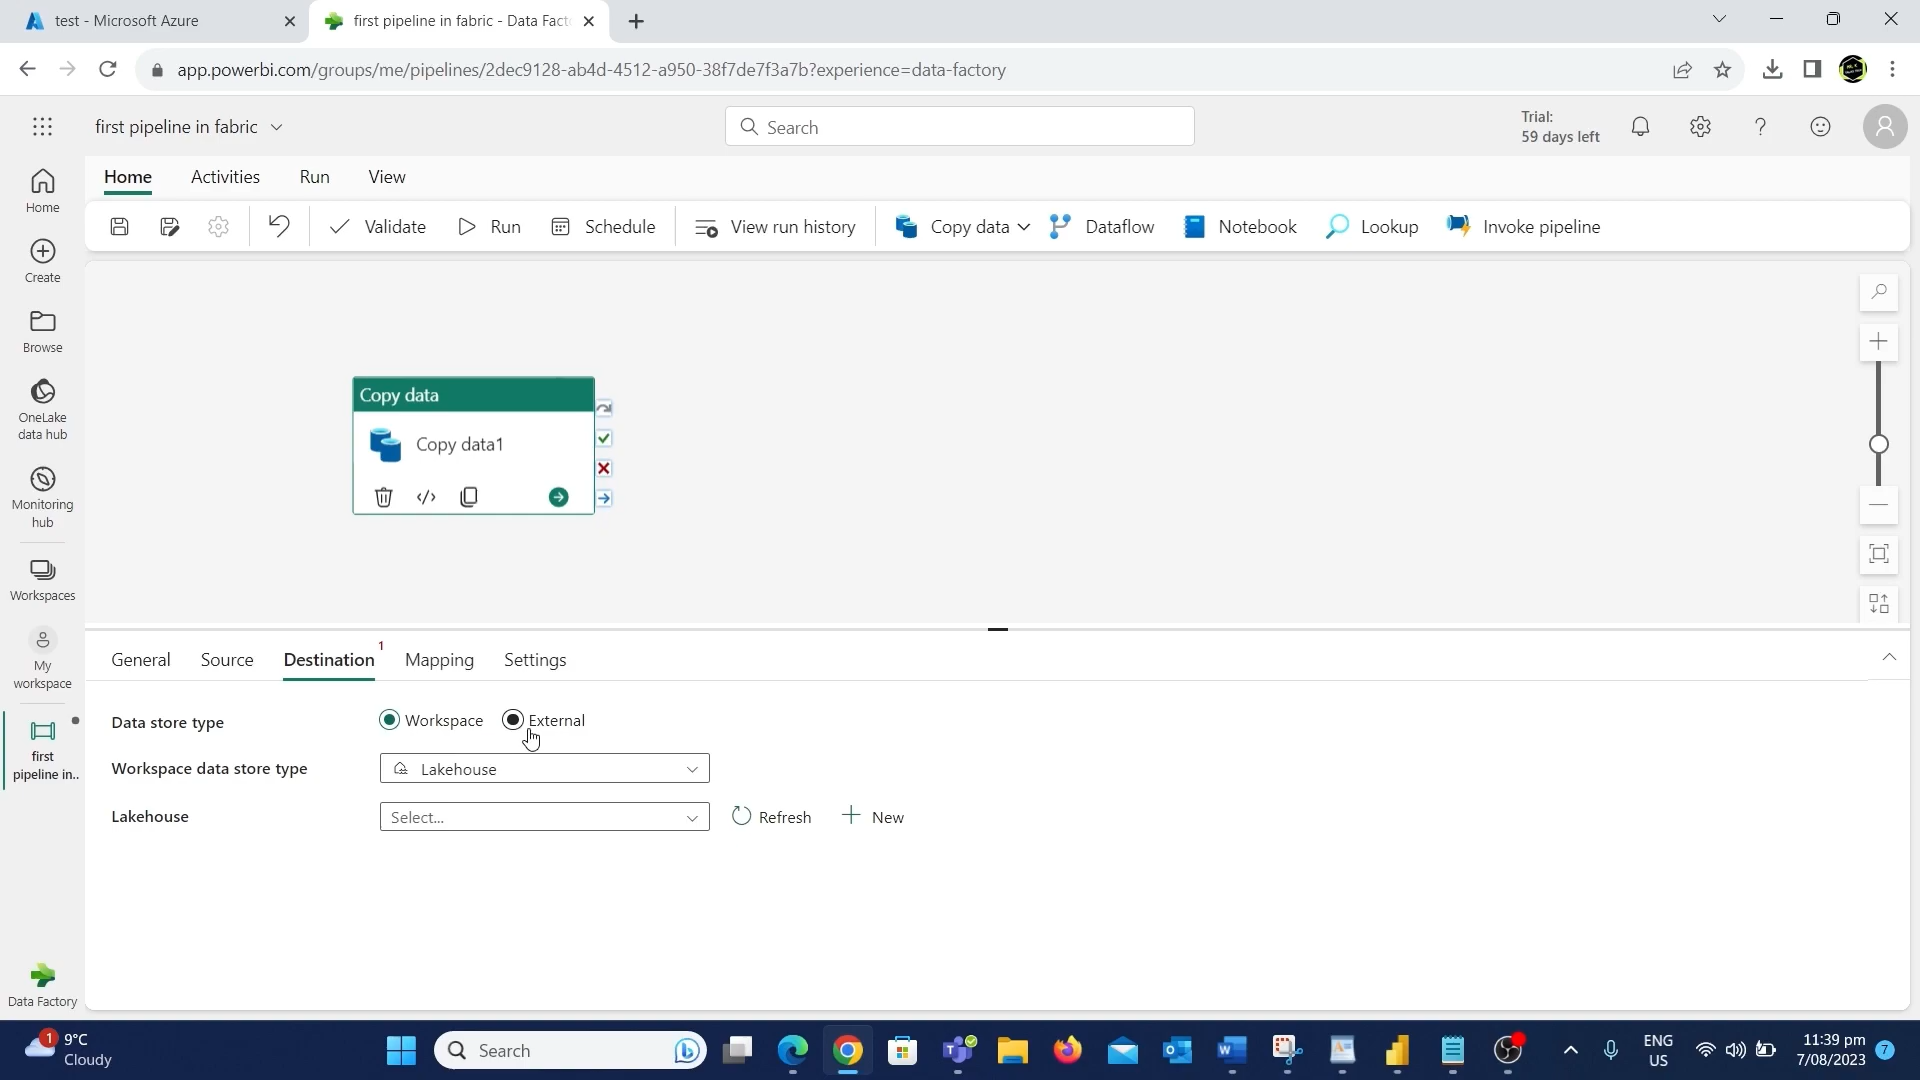 test - Microsoft Azure
first pipeline in fabric - Data Fact
app.powerbi.com/groups/me/pipelines/2dec9128-ab4d-4512-a950-38f7de7f3a7b?experience=data-factory
first pipeline in fabric
Search
Trial:
59 days left
Home
Activities
Run
View
Validate
Run
Schedule
View run history
Copy data
Dataflow
Notebook
Lookup
Invoke pipeline
Home
Create
Browse
OneLake
data hub
Monitoring
hub
Workspaces
My
workspace
first
pipeline in..
Data Factory
Copy data
Copy data1
General
Source
Destination
1
Mapping
Settings
Data store type
Workspace
External
Workspace data store type
Lakehouse
Lakehouse
Select...
Refresh
New
1
9°C
Cloudy
Search
ENG
US
11:39 pm
7/08/2023
7